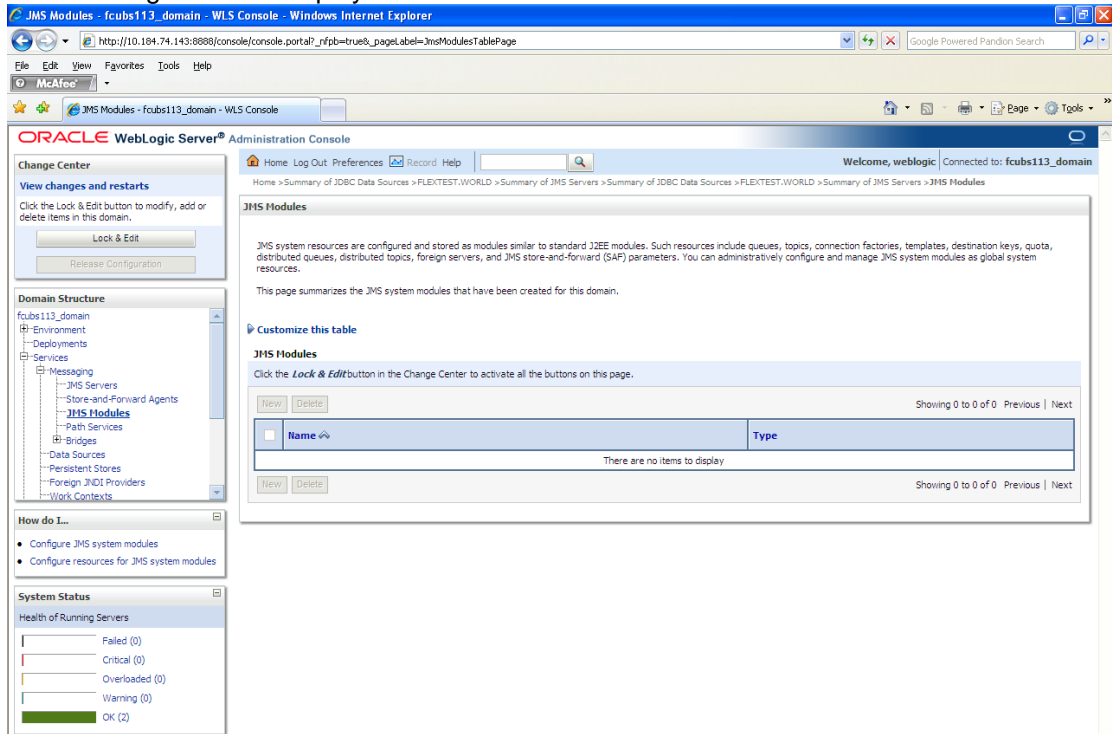 JMS Modules - fcubs113_domain - WLS Console - Windows Internet Explorer
http://10.184.74.143:8888/console/console.portal?_nfpb=true&_pageLabel=JmsModulesTablePage
Google Powered Pandion Search
File Edit View Favorites Tools Help
McAfee
JMS Modules - fcubs113_domain - WLS Console
Page Tools
ORACLE WebLogic Server® Administration Console
Change Center
View changes and restarts
Click the Lock & Edit button to modify, add or
delete items in this domain.
Lock & Edit
Release Configuration
Domain Structure
fcubs113_domain
Environment
Deployments
Services
Messaging
JMS Servers
Store-and-Forward Agents
JMS Modules
Path Services
Bridges
Data Sources
Persistent Stores
Foreign JNDI Providers
Work Contexts
How do I...
Configure JMS system modules
Configure resources for JMS system modules
System Status
Health of Running Servers
Failed (0)
Critical (0)
Overloaded (0)
Warning (0)
OK (2)
Home Log Out Preferences Record Help
Welcome, weblogic Connected to: fcubs113_domain
Home >Summary of JDBC Data Sources >FLEXTEST.WORLD >Summary of JMS Servers >Summary of JDBC Data Sources >FLEXTEST.WORLD >Summary of JMS Servers >JMS Modules
JMS Modules
JMS system resources are configured and stored as modules similar to standard J2EE modules. Such resources include queues, topics, connection factories, templates, destination keys, quota,
distributed queues, distributed topics, foreign servers, and JMS store-and-forward (SAF) parameters. You can administratively configure and manage JMS system modules as global system
resources.
This page summarizes the JMS system modules that have been created for this domain.
Customize this table
JMS Modules
Click the Lock & Edit button in the Change Center to activate all the buttons on this page.
New Delete
Showing 0 to 0 of 0 Previous | Next
Name Type
There are no items to display
New Delete
Showing 0 to 0 of 0 Previous | Next